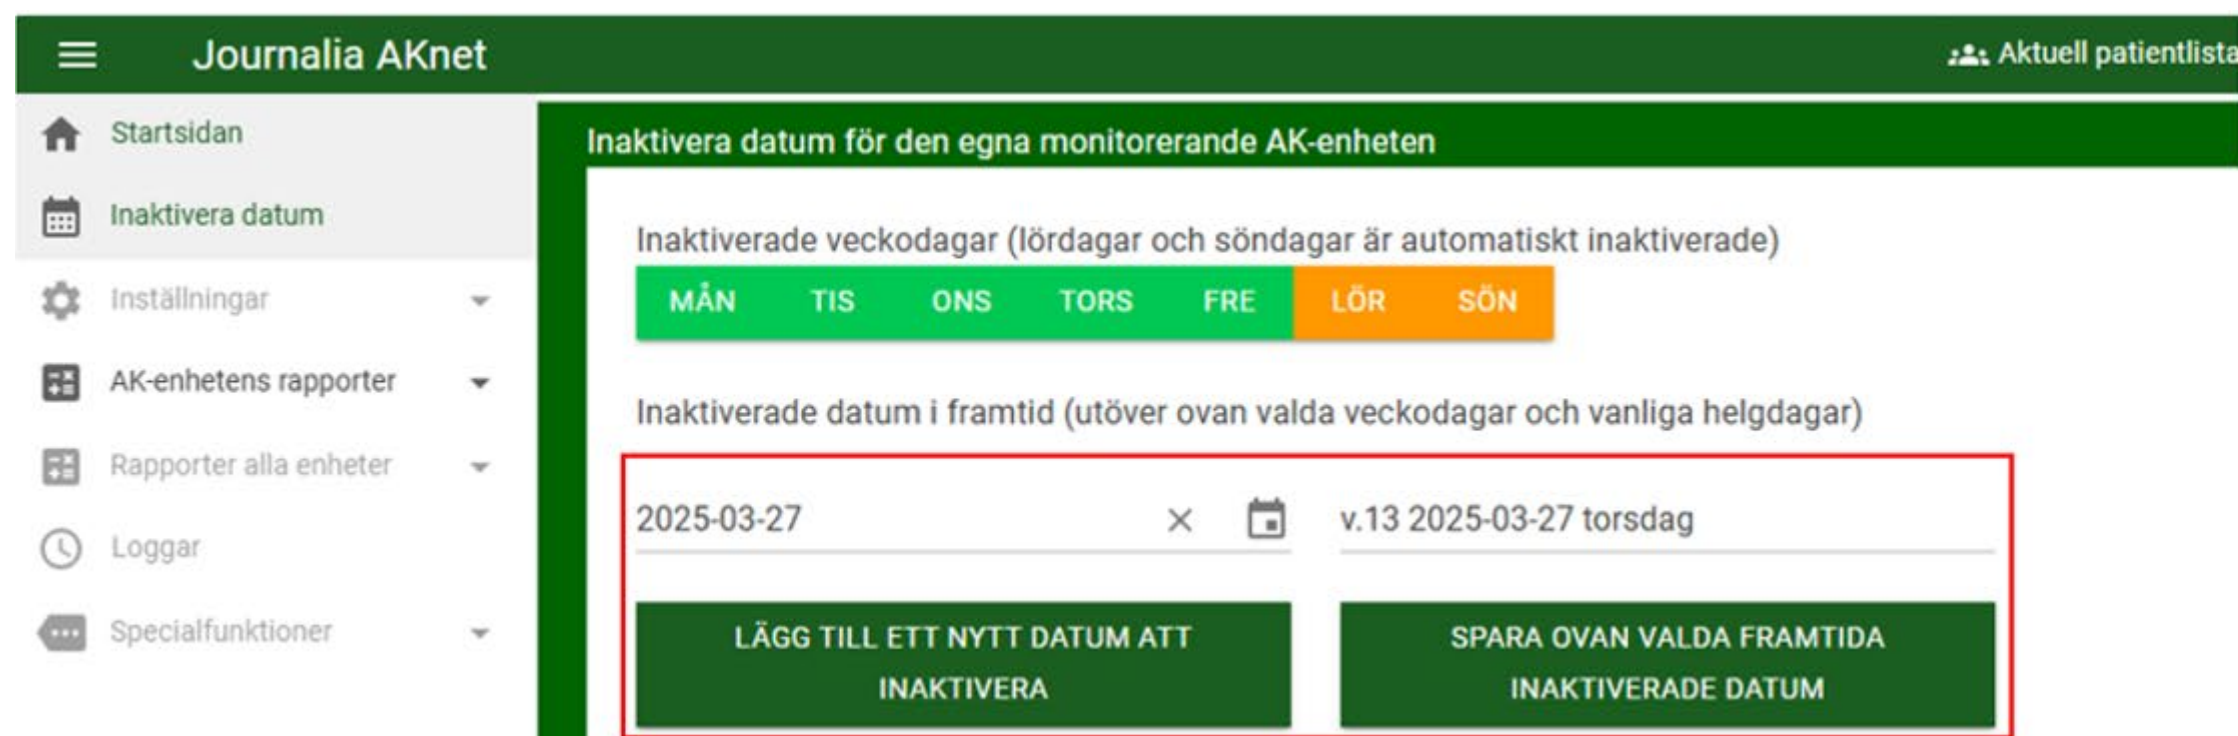 Journalia AKnet
Aktuell patientlista
Startsidan
Inaktivera datum
Inställningar
AK-enhetens rapporter
Rapporter alla enheter
Loggar
Specialfunktioner
Inaktivera datum för den egna monitorerande AK-enheten
Inaktiverade veckodagar (lördagar och söndagar är automatiskt inaktiverade)
MÅN TIS ONS TORS FRE LÖR SÖN
Inaktiverade datum i framtid (utöver ovan valda veckodagar och vanliga helgdagar)
2025-03-27
v.13 2025-03-27 torsdag
LÄGG TILL ETT NYTT DATUM ATT
INAKTIVERA
SPARA OVAN VALDA FRAMTIDA
INAKTIVERADE DATUM